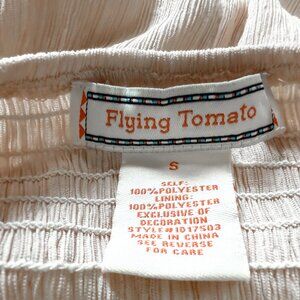 Flying Tomato
S
SELF:
100%POLYESTER
LINING:
100%POLYESTER
EXCLUSIVE OF
DECORATION
STYLE#IQ17503
MADE IN CHINA
SEE REVERSE
FOR CARE